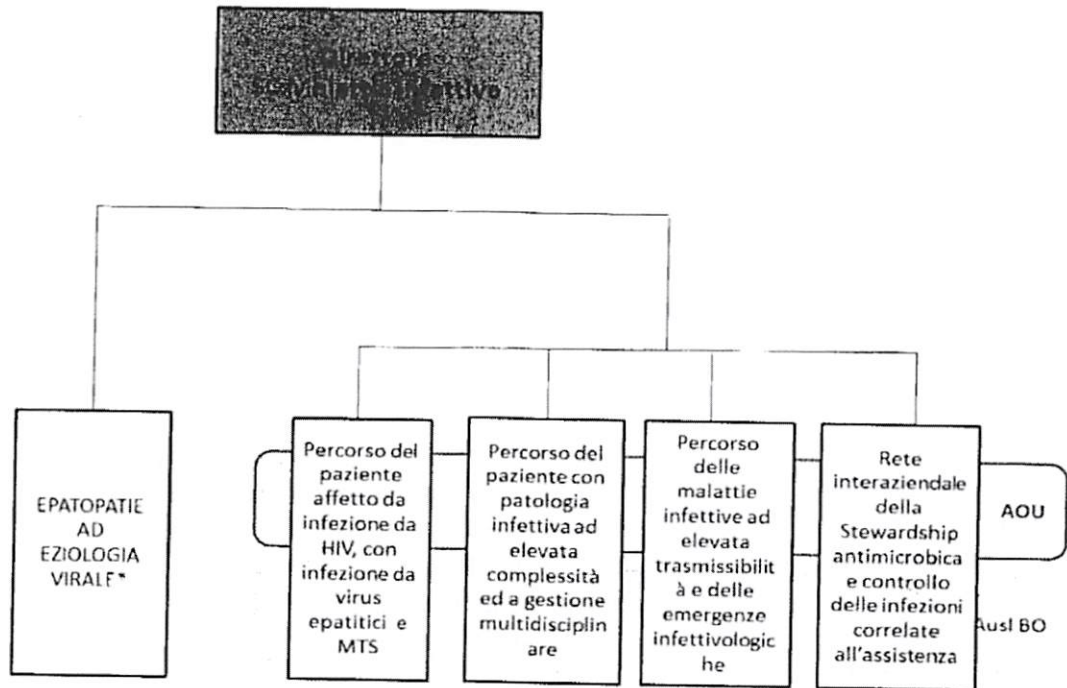 Direttore
EPATOPATIE
AD
EZIOLOGIA
VIRALE*
Percorso del
paziente
affetto da
infezione da
HIV, con
infezione da
virus
epatitici e
MTS
Percorso del
paziente con
patologia
infettiva ad
elevata
complessità
ed a gestione
multidisciplin
are
Percorso
delle
malattie
infettive ad
elevata
trasmissibilit
à e delle
emergenze
infettivologic
he
Rete
interaziendale
della
Stewardship
antimicrobica
e controllo
delle infezioni
correlate
all'assistenza
AOU
Ausl BO